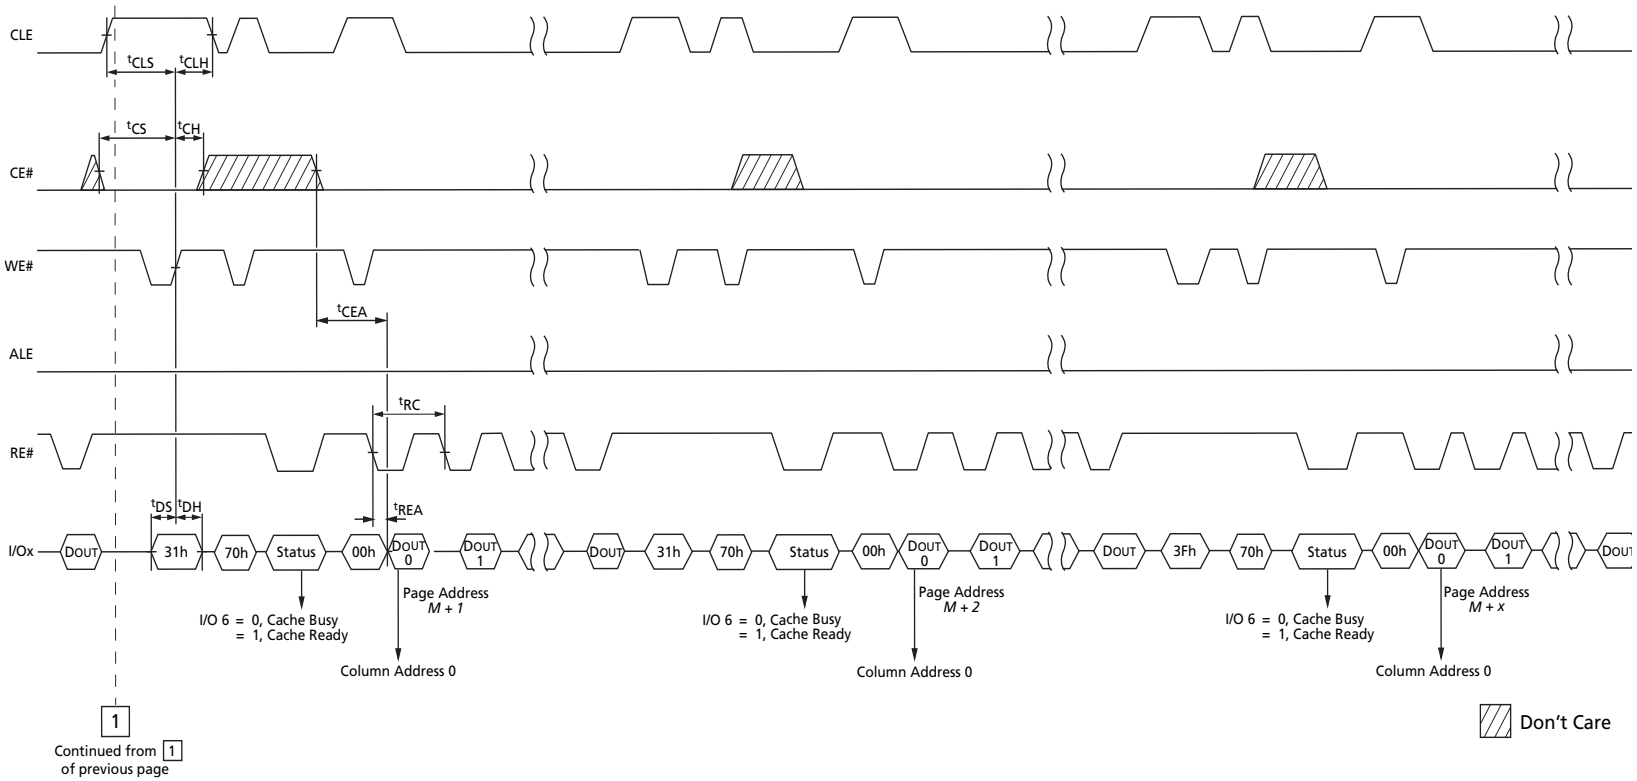 CLE
tCLS tCLH
tCS tCH
CE#
WE#
tCEA
ALE
tRC
RE#
tDS tDH
tREA
I/Ox DOUT 31h 70h Status 00h DOUT 0 DOUT 1 DOUT 31h 70h Status 00h DOUT 0 DOUT 1 DOUT 3Fh 70h Status 00h DOUT 0 DOUT 1 DOUT
Page Address
M + 1
I/O 6 = 0, Cache Busy
= 1, Cache Ready
Column Address 0
Page Address
M + 2
I/O 6 = 0, Cache Busy
= 1, Cache Ready
Column Address 0
Page Address
M + x
I/O 6 = 0, Cache Busy
= 1, Cache Ready
Column Address 0
1
Continued from 1
of previous page
Don't Care